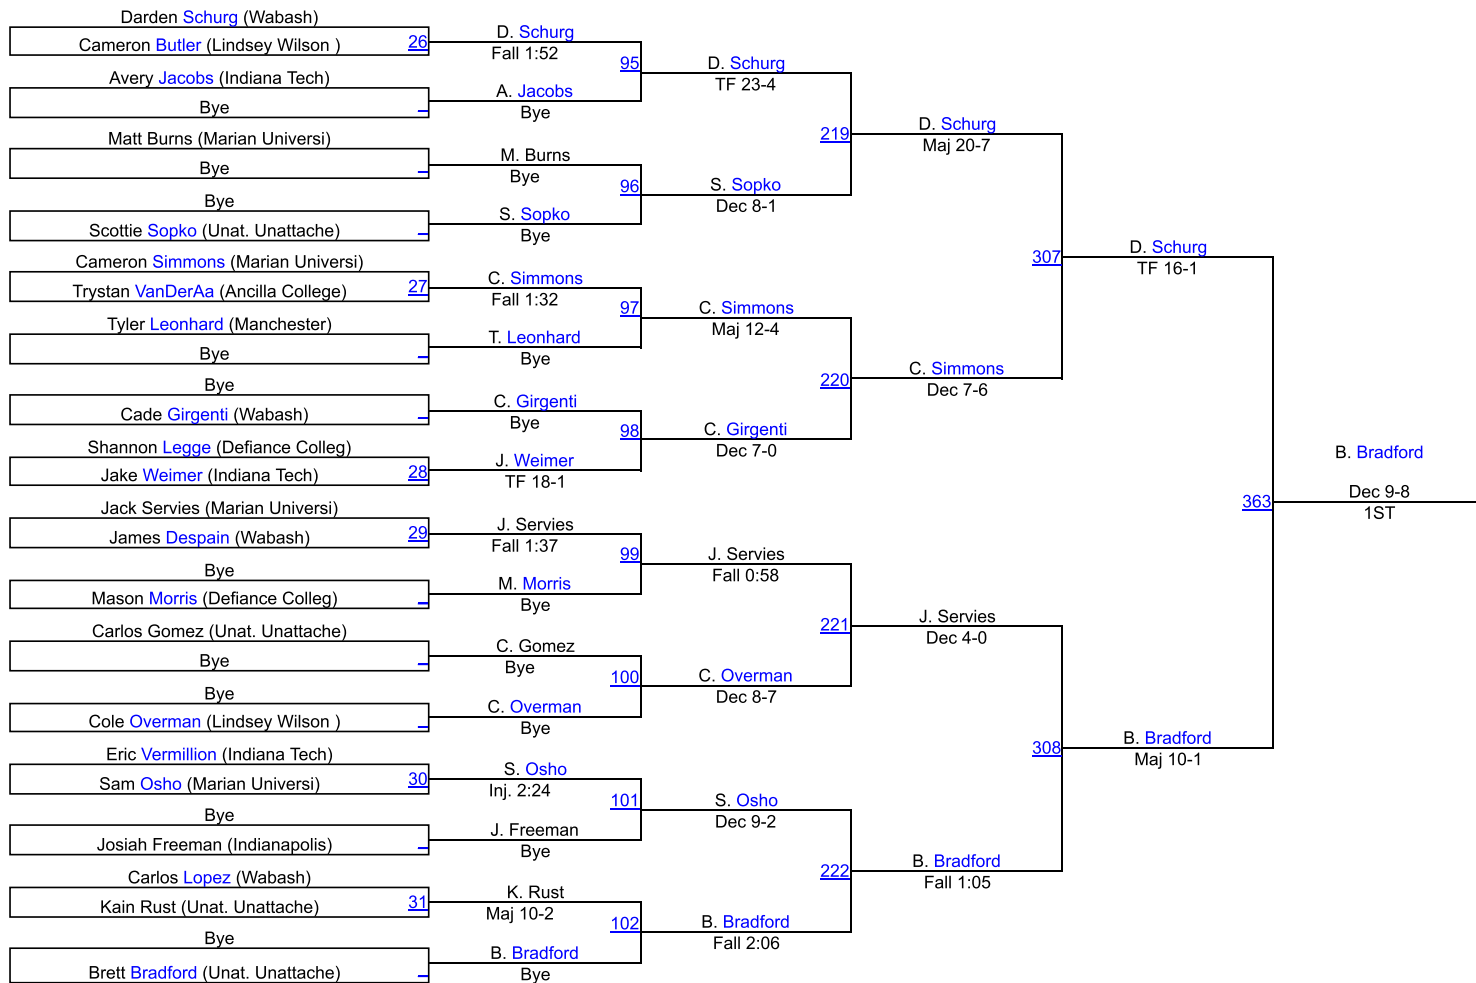 Darden Schurg (Wabash)
Cameron Butler (Lindsey Wilson ) 26
Avery Jacobs (Indiana Tech)
Bye
Matt Burns (Marian Universi)
Bye
Bye
Scottie Sopko (Unat. Unattache)
Cameron Simmons (Marian Universi)
Trystan VanDerAa (Ancilla College) 27
Tyler Leonhard (Manchester)
Bye
Bye
Cade Girgenti (Wabash)
Shannon Legge (Defiance Colleg)
Jake Weimer (Indiana Tech) 28
Jack Servies (Marian Universi)
James Despain (Wabash) 29
Bye
Mason Morris (Defiance Colleg)
Carlos Gomez (Unat. Unattache)
Bye
Bye
Cole Overman (Lindsey Wilson )
Eric Vermillion (Indiana Tech)
Sam Osho (Marian Universi) 30
Bye
Josiah Freeman (Indianapolis)
Carlos Lopez (Wabash)
Kain Rust (Unat. Unattache) 31
Bye
Brett Bradford (Unat. Unattache)
D. Schurg
Fall 1:52
95
A. Jacobs
Bye
M. Burns
Bye
96
S. Sopko
Bye
C. Simmons
Fall 1:32
97
T. Leonhard
Bye
C. Girgenti
Bye
98
J. Weimer
TF 18-1
J. Servies
Fall 1:37
99
M. Morris
Bye
C. Gomez
Bye
100
C. Overman
Bye
S. Osho
Inj. 2:24
101
J. Freeman
Bye
K. Rust
Maj 10-2
102
B. Bradford
Bye
D. Schurg
TF 23-4
219
S. Sopko
Dec 8-1
C. Simmons
Maj 12-4
220
C. Girgenti
Dec 7-0
J. Servies
Fall 0:58
221
C. Overman
Dec 8-7
S. Osho
Dec 9-2
222
B. Bradford
Fall 2:06
D. Schurg
Maj 20-7
307
C. Simmons
Dec 7-6
J. Servies
Dec 4-0
308
B. Bradford
Fall 1:05
D. Schurg
TF 16-1
363
B. Bradford
Maj 10-1
B. Bradford
Dec 9-8
1ST